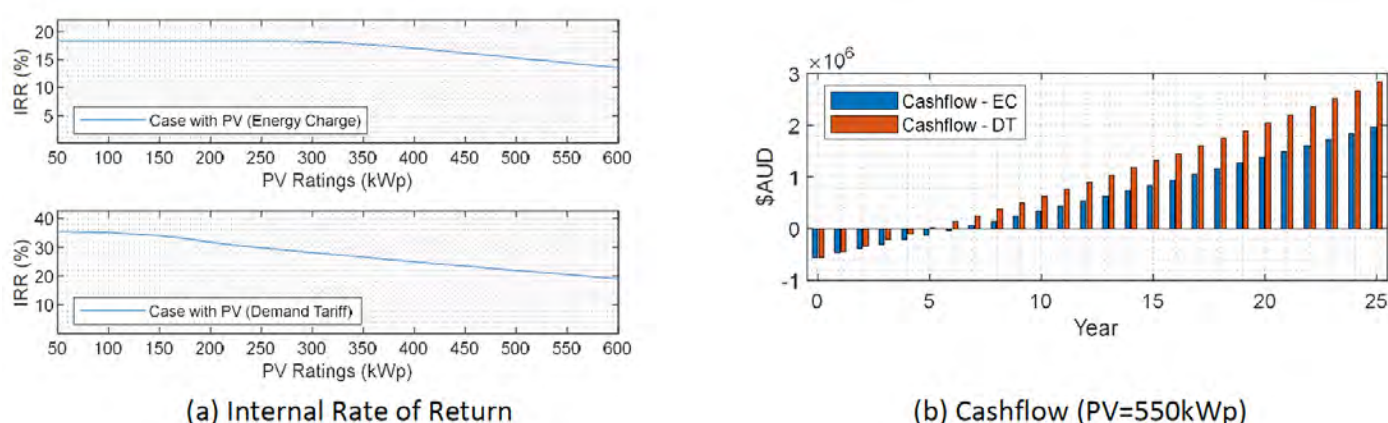 20
15
10
5
IRR (%)
Case with PV (Energy Charge)
50 100 150 200 250 300 350 400 450 500 550 600
PV Ratings (kWp)
40
30
20
10
IRR (%)
Case with PV (Demand Tariff)
50 100 150 200 250 300 350 400 450 500 550 600
PV Ratings (kWp)
(a) Internal Rate of Return
×10⁶
3
2
1
0
-1
$AUD
Cashflow - EC
Cashflow - DT
0 5 10 15 20 25
Year
(b) Cashflow (PV=550kWp)